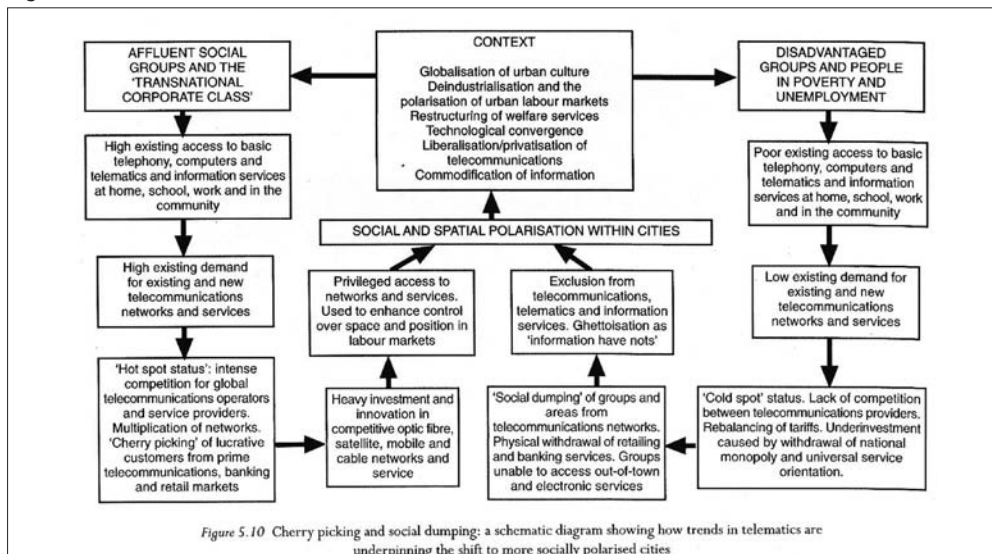 AFFLUENT SOCIAL
GROUPS AND THE
‘TRANSNATIONAL
CORPORATE CLASS’
High existing access to basic
telephony, computers and
telematics and information
services at home, school,
work and in the
community
High existing demand
for existing and new
telecommunications
networks and services
‘Hot spot status’: intense
competition for global
telecommunications operators
and service providers.
Multiplication of networks.
‘Cherry picking’ of lucrative
customers from prime
telecommunications, banking
and retail markets
Heavy investment and
innovation in
competitive optic fibre,
satellite, mobile and
cable networks and
service
Privileged access to
networks and services.
Used to enhance control
over space and position in
labour markets
CONTEXT
Globalisation of urban culture
Deindustrialisation and the
polarisation of urban labour markets
Restructuring of welfare services
Technological convergence
Liberalisation/privatisation of
telecommunications
Commodification of information
SOCIAL AND SPATIAL POLARISATION WITHIN CITIES
DISADVANTAGED
GROUPS AND PEOPLE
IN POVERTY AND
UNEMPLOYMENT
Poor existing access to basic
telephony, computers and
telematics and information
services at home, school, work
and in the community
Low existing demand for
existing and new
telecommunications
networks and services
‘Cold spot’ status. Lack of competition
between telecommunications providers.
Rebalancing of tariffs. Underinvestment
caused by withdrawal of national
monopoly and universal service
orientation.
‘Social dumping’ of groups and
areas from
telecommunications networks.
Physical withdrawal of retailing
and banking services. Groups
unable to access out-of-town
and electronic services
Exclusion from
telecommunications,
telematics and information
services. Ghettoisation as
‘information have nots’
Figure 5.10 Cherry picking and social dumping: a schematic diagram showing how trends in telematics are
underpinning the shift to more socially polarised cities